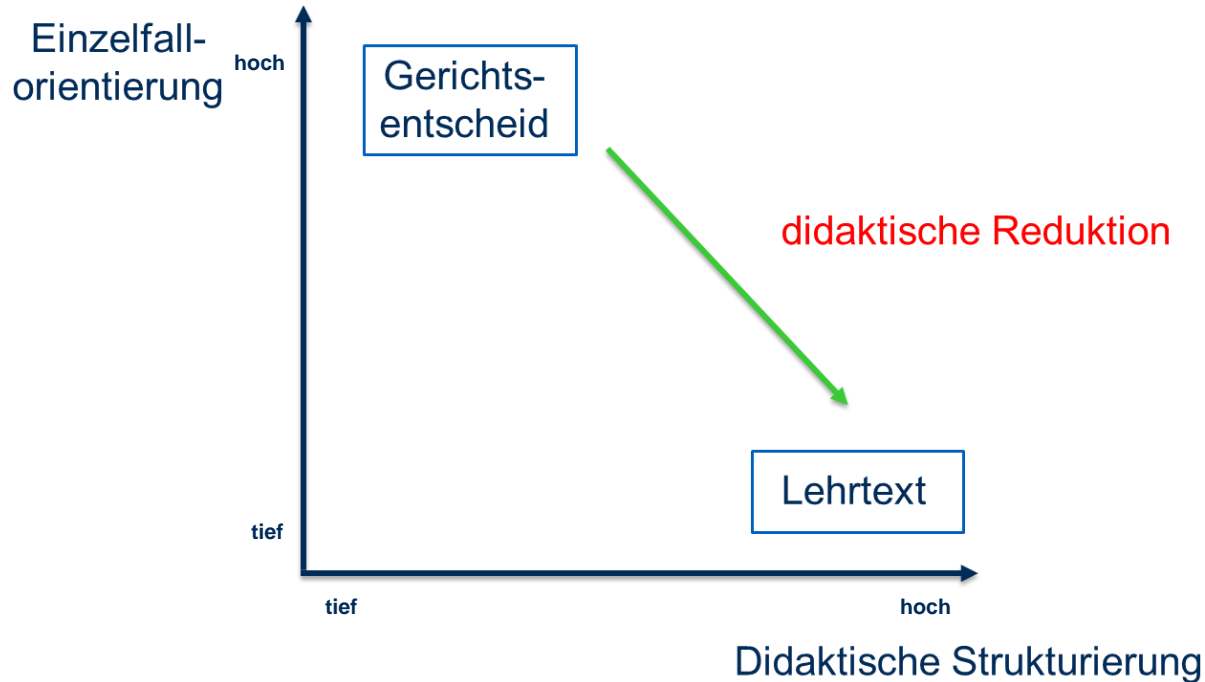 Einzelfall-
orientierung
hoch
Gerichts-
entscheid
didaktische Reduktion
Lehrtext
tief
tief
hoch
Didaktische Strukturierung